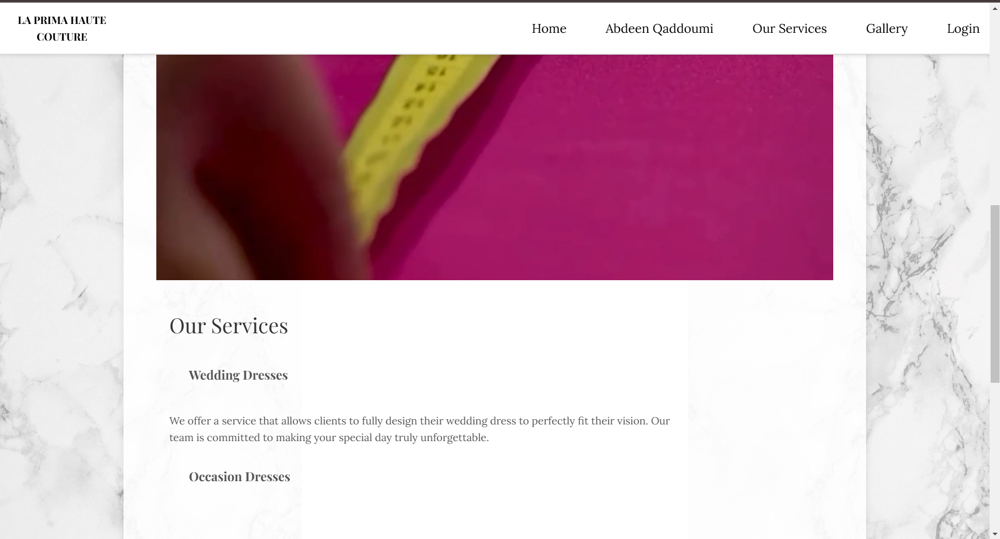 LA PRIMA HAUTE
COUTURE
Home
Abdeen Qaddoumi
Our Services
Gallery
Login
Our Services
Wedding Dresses
We offer a service that allows clients to fully design their wedding dress to perfectly fit their vision. Our
team is committed to making your special day truly unforgettable.
Occasion Dresses